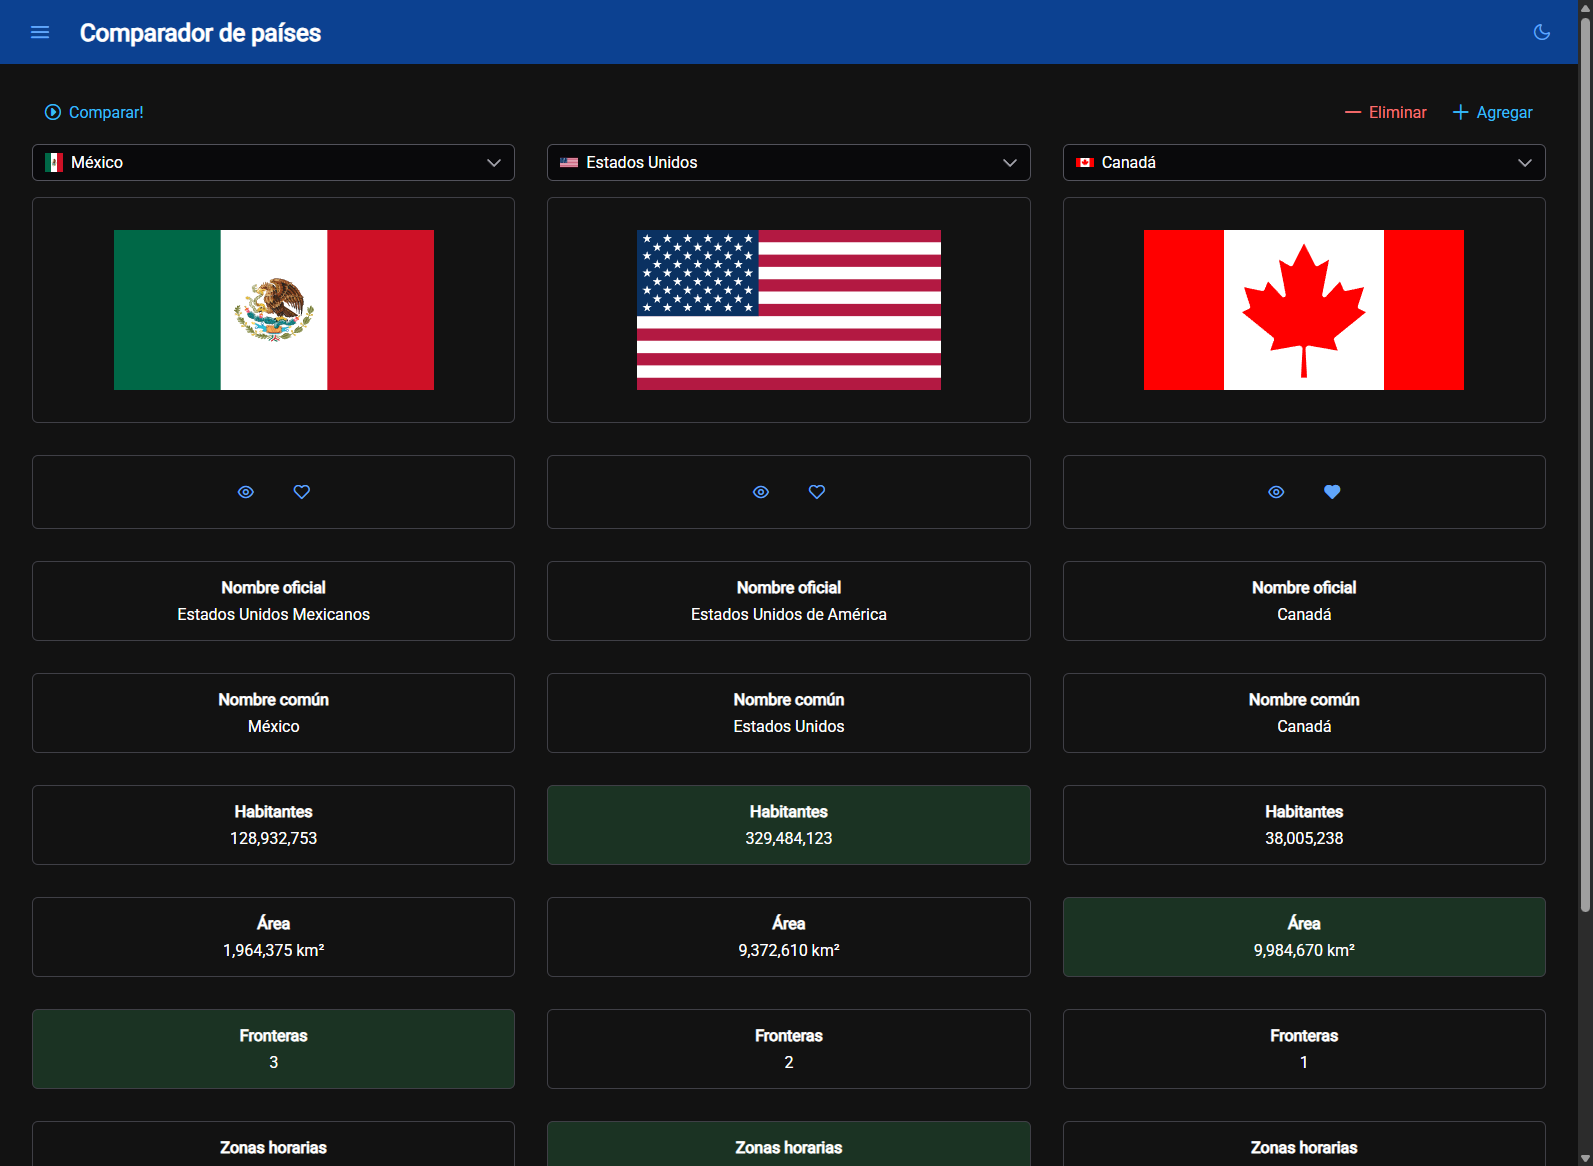 Comparador de países
Comparar!
Eliminar
Agregar
México
Estados Unidos
Canadá
Nombre oficial
Estados Unidos Mexicanos
Nombre oficial
Estados Unidos de América
Nombre oficial
Canadá
Nombre común
México
Nombre común
Estados Unidos
Nombre común
Canadá
Habitantes
128,932,753
Habitantes
329,484,123
Habitantes
38,005,238
Área
1,964,375 km²
Área
9,372,610 km²
Área
9,984,670 km²
Fronteras
3
Fronteras
2
Fronteras
1
Zonas horarias
Zonas horarias
Zonas horarias